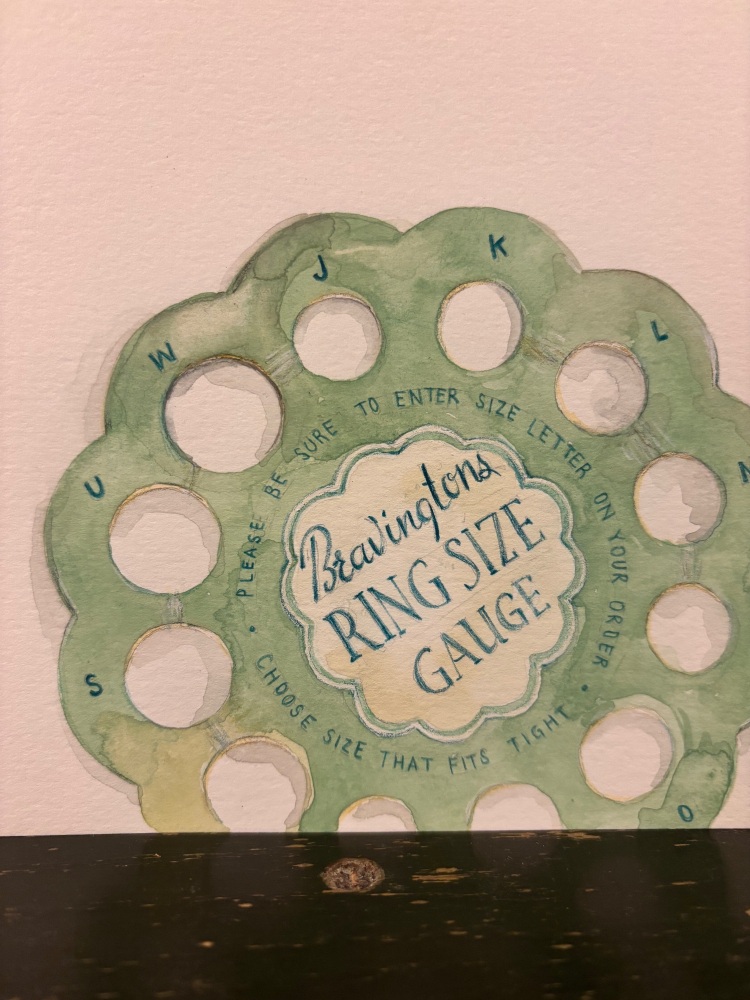 Bravingtons
RING SIZE
GAUGE
• PLEASE BE SURE TO ENTER SIZE LETTER ON YOUR ORDER •
CHOOSE SIZE THAT FITS TIGHT
J
K
L
O
S
U
W